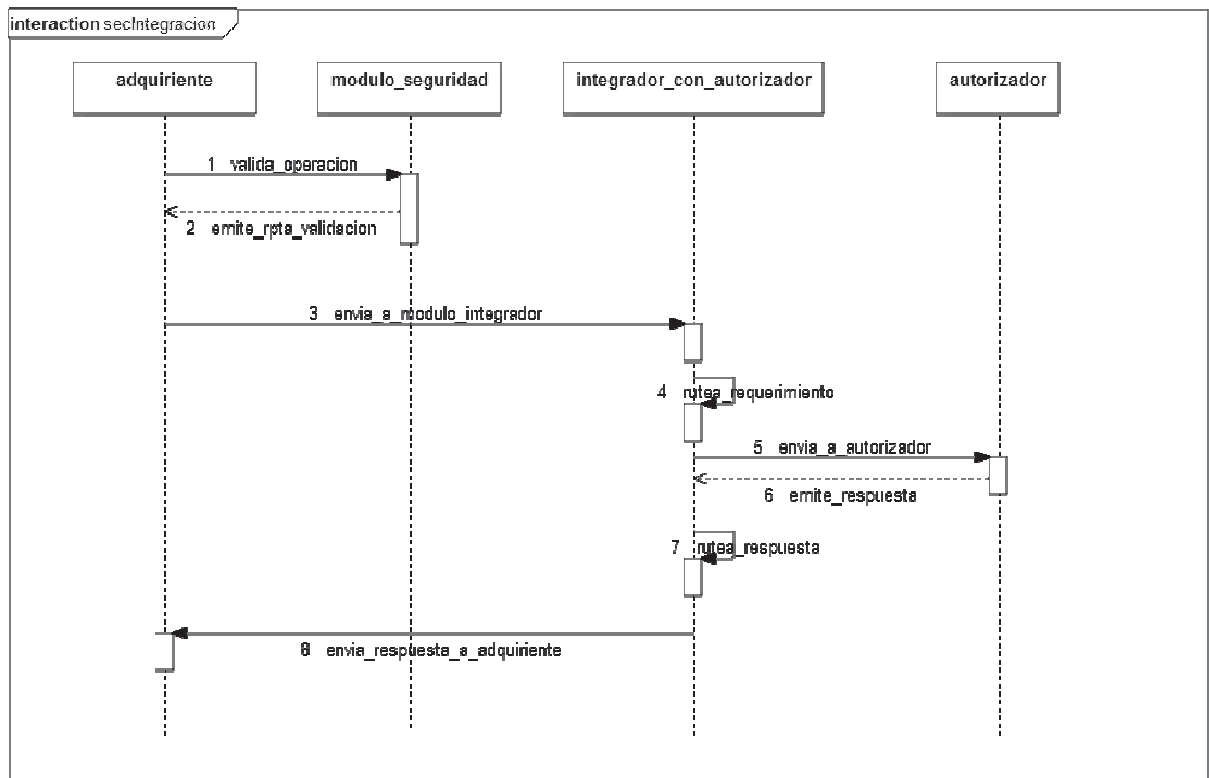 interaction secIntegracion
adquiriente
modulo_seguridad
integrador_con_autorizador
autorizador
1 valida_operacion
2 emite_rpta_validacion
3 envia_a_modulo_integrador
4 rutea_requerimiento
5 envia_a_autorizador
6 emite_respuesta
7 rutea_respuesta
8 envia_respuesta_a_adquiriente